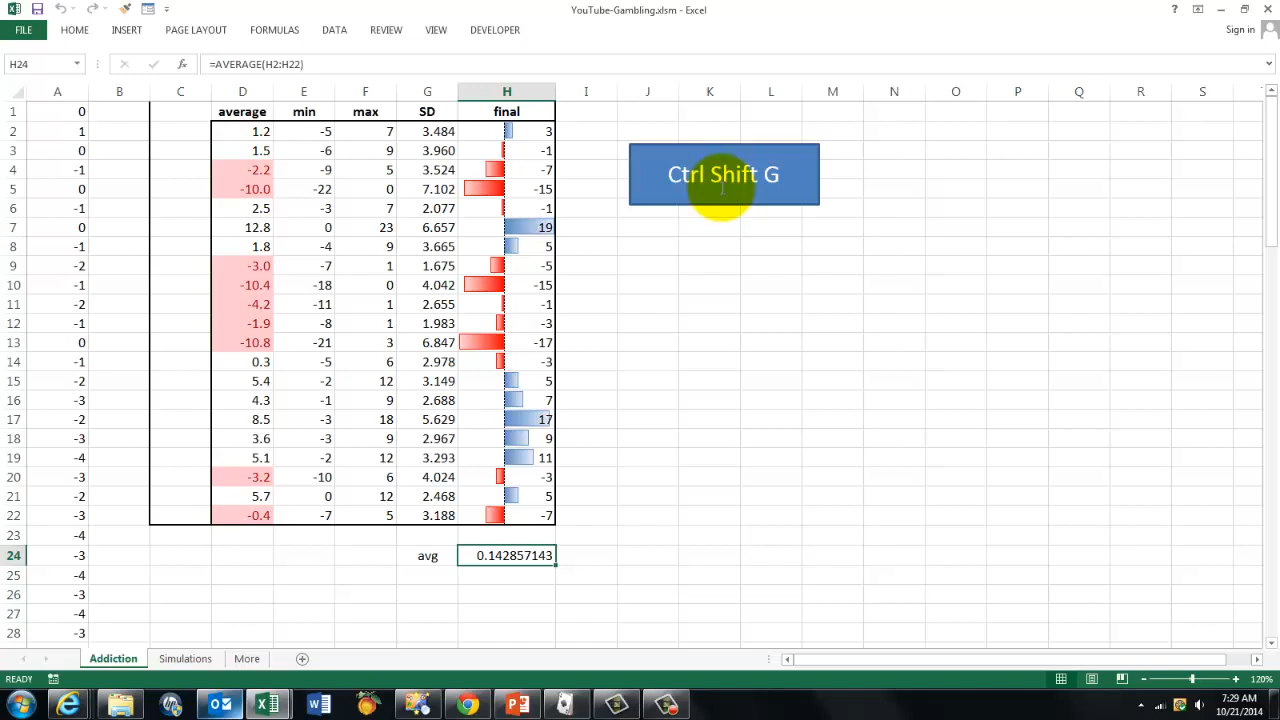 YouTube-Gambling.xlsm - Excel
FILE HOME INSERT PAGE LAYOUT FORMULAS DATA REVIEW VIEW DEVELOPER Sign in
H24 fx =AVERAGE(H2:H22)
A B C D E F G H I J K L M N O P Q R S
1 0 average min max SD final
2 1 1.2 -5 7 3.484 3
3 0 1.5 -6 9 3.960 -1
4 -1 -2.2 -9 5 3.524 -7
5 0 -10.0 -22 0 7.102 -15
6 -1 2.5 -3 7 2.077 -1
7 0 12.8 0 23 6.657 19
8 -1 1.8 -4 9 3.665 5
9 -2 -3.0 -7 1 1.675 -5
10 -1 -10.4 -18 0 4.042 -15
11 -2 -4.2 -11 1 2.655 -1
12 -1 -1.9 -8 1 1.983 -3
13 0 -10.8 -21 3 6.847 -17
14 -1 0.3 -5 6 2.978 -3
15 -2 5.4 -2 12 3.149 5
16 -3 4.3 -1 9 2.688 7
17 -2 8.5 -3 18 5.629 17
18 -3 3.6 -3 9 2.967 9
19 -4 5.1 -2 12 3.293 11
20 -3 -3.2 -10 6 4.024 -3
21 -2 5.7 0 12 2.468 5
22 -3 -0.4 -7 5 3.188 -7
23 -4
24 -3 avg 0.142857143
25 -4
26 -3
27 -4
28 -3
Ctrl Shift G
Addiction Simulations More
READY 120%
7:29 AM
10/21/2014